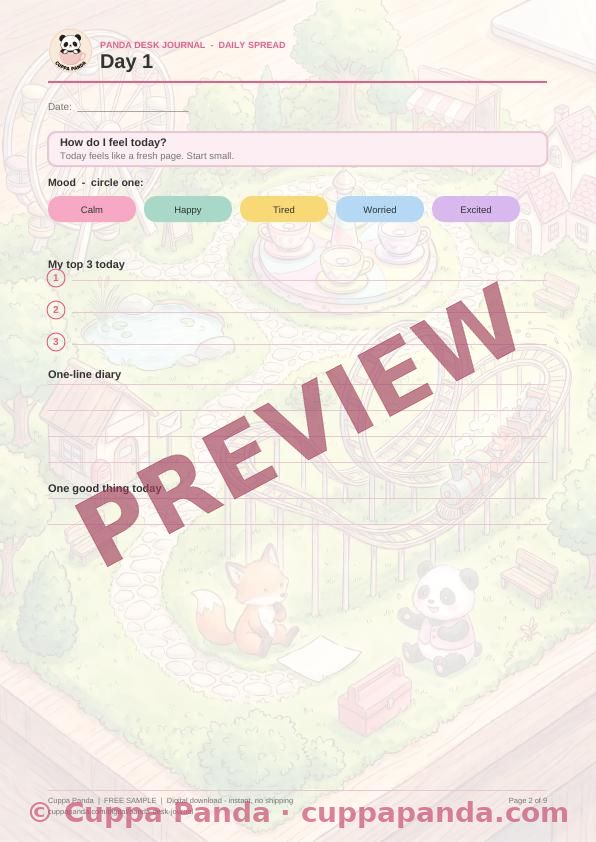 CUPPA PANDA
PANDA DESK JOURNAL - DAILY SPREAD
Day 1
Date: ____________________
How do I feel today?
Today feels like a fresh page. Start small.
Mood - circle one:
Calm Happy Tired Worried Excited
My top 3 today
1
2
3
One-line diary
One good thing today
PREVIEW
Cuppa Panda | FREE SAMPLE | Digital download - instant, no shipping
Page 2 of 9
© Cuppa Panda · cuppapanda.com